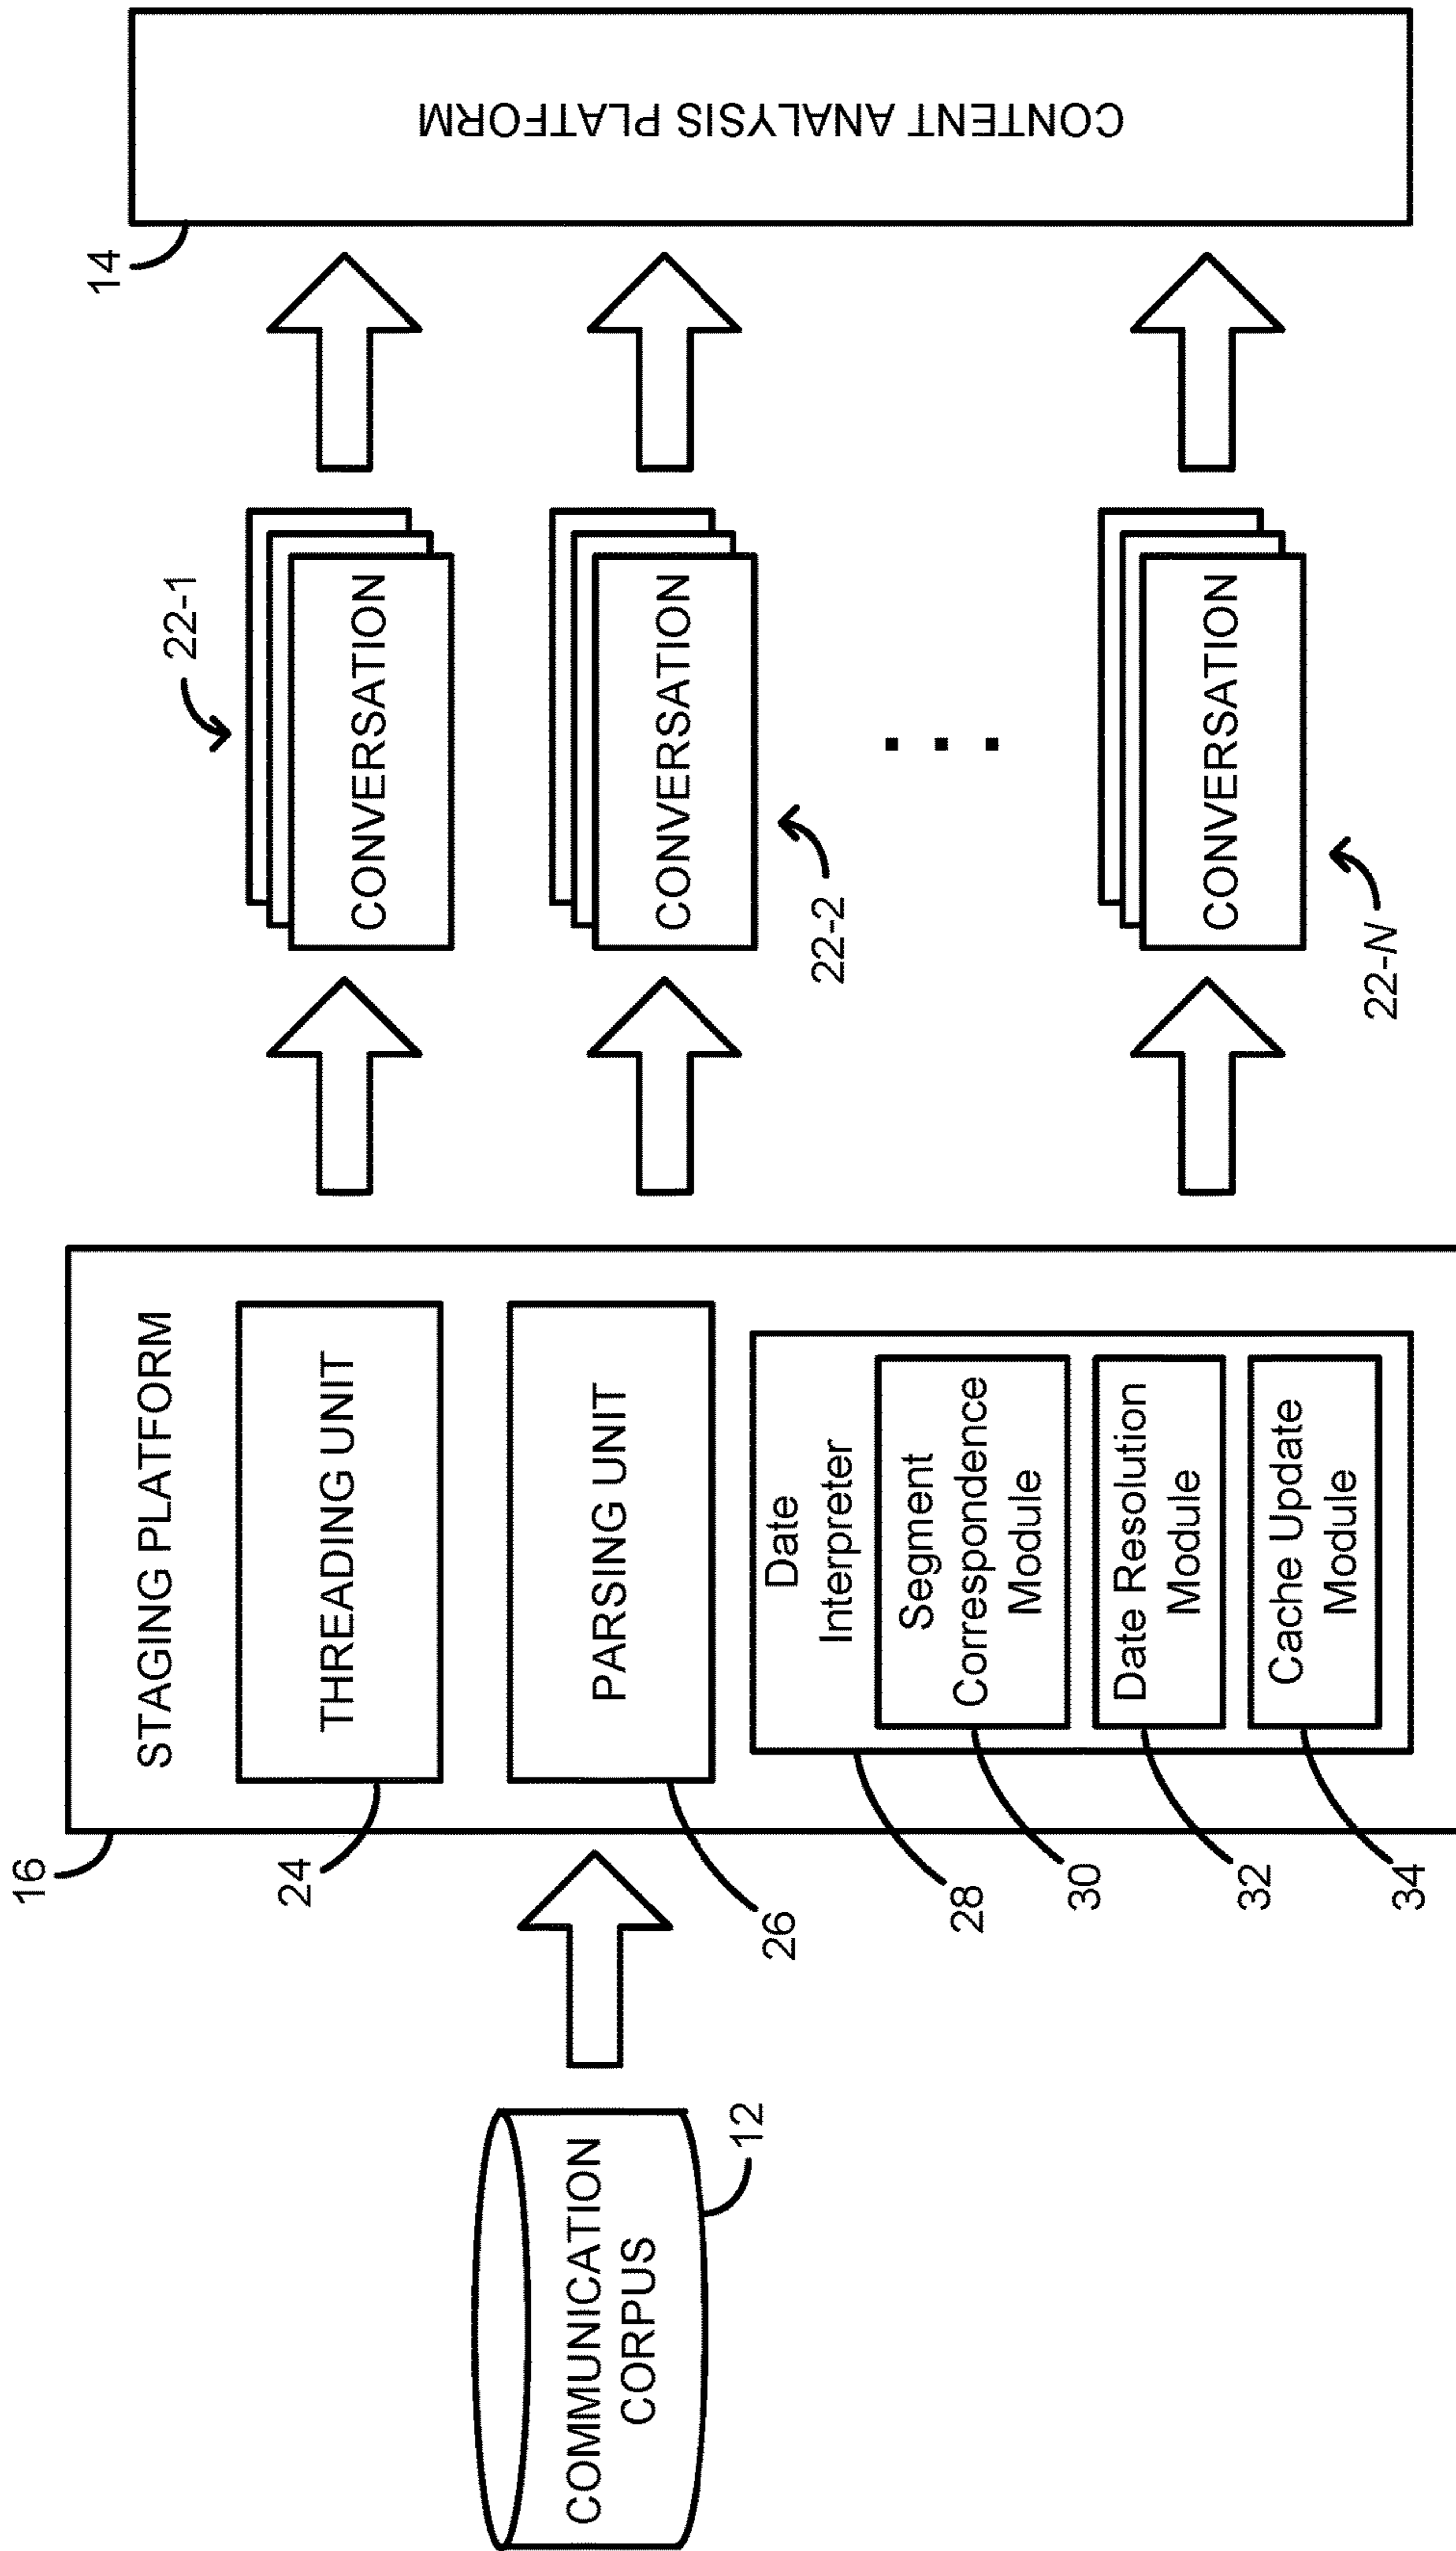 COMMUNICATION
CORPUS
12
16
STAGING PLATFORM
THREADING UNIT
24
PARSING UNIT
26
Date
Interpreter
28
Segment
Correspondence
Module
30
Date Resolution
Module
32
Cache Update
Module
34
22-1
CONVERSATION
CONVERSATION
22-2
CONVERSATION
22-N
14
CONTENT ANALYSIS PLATFORM